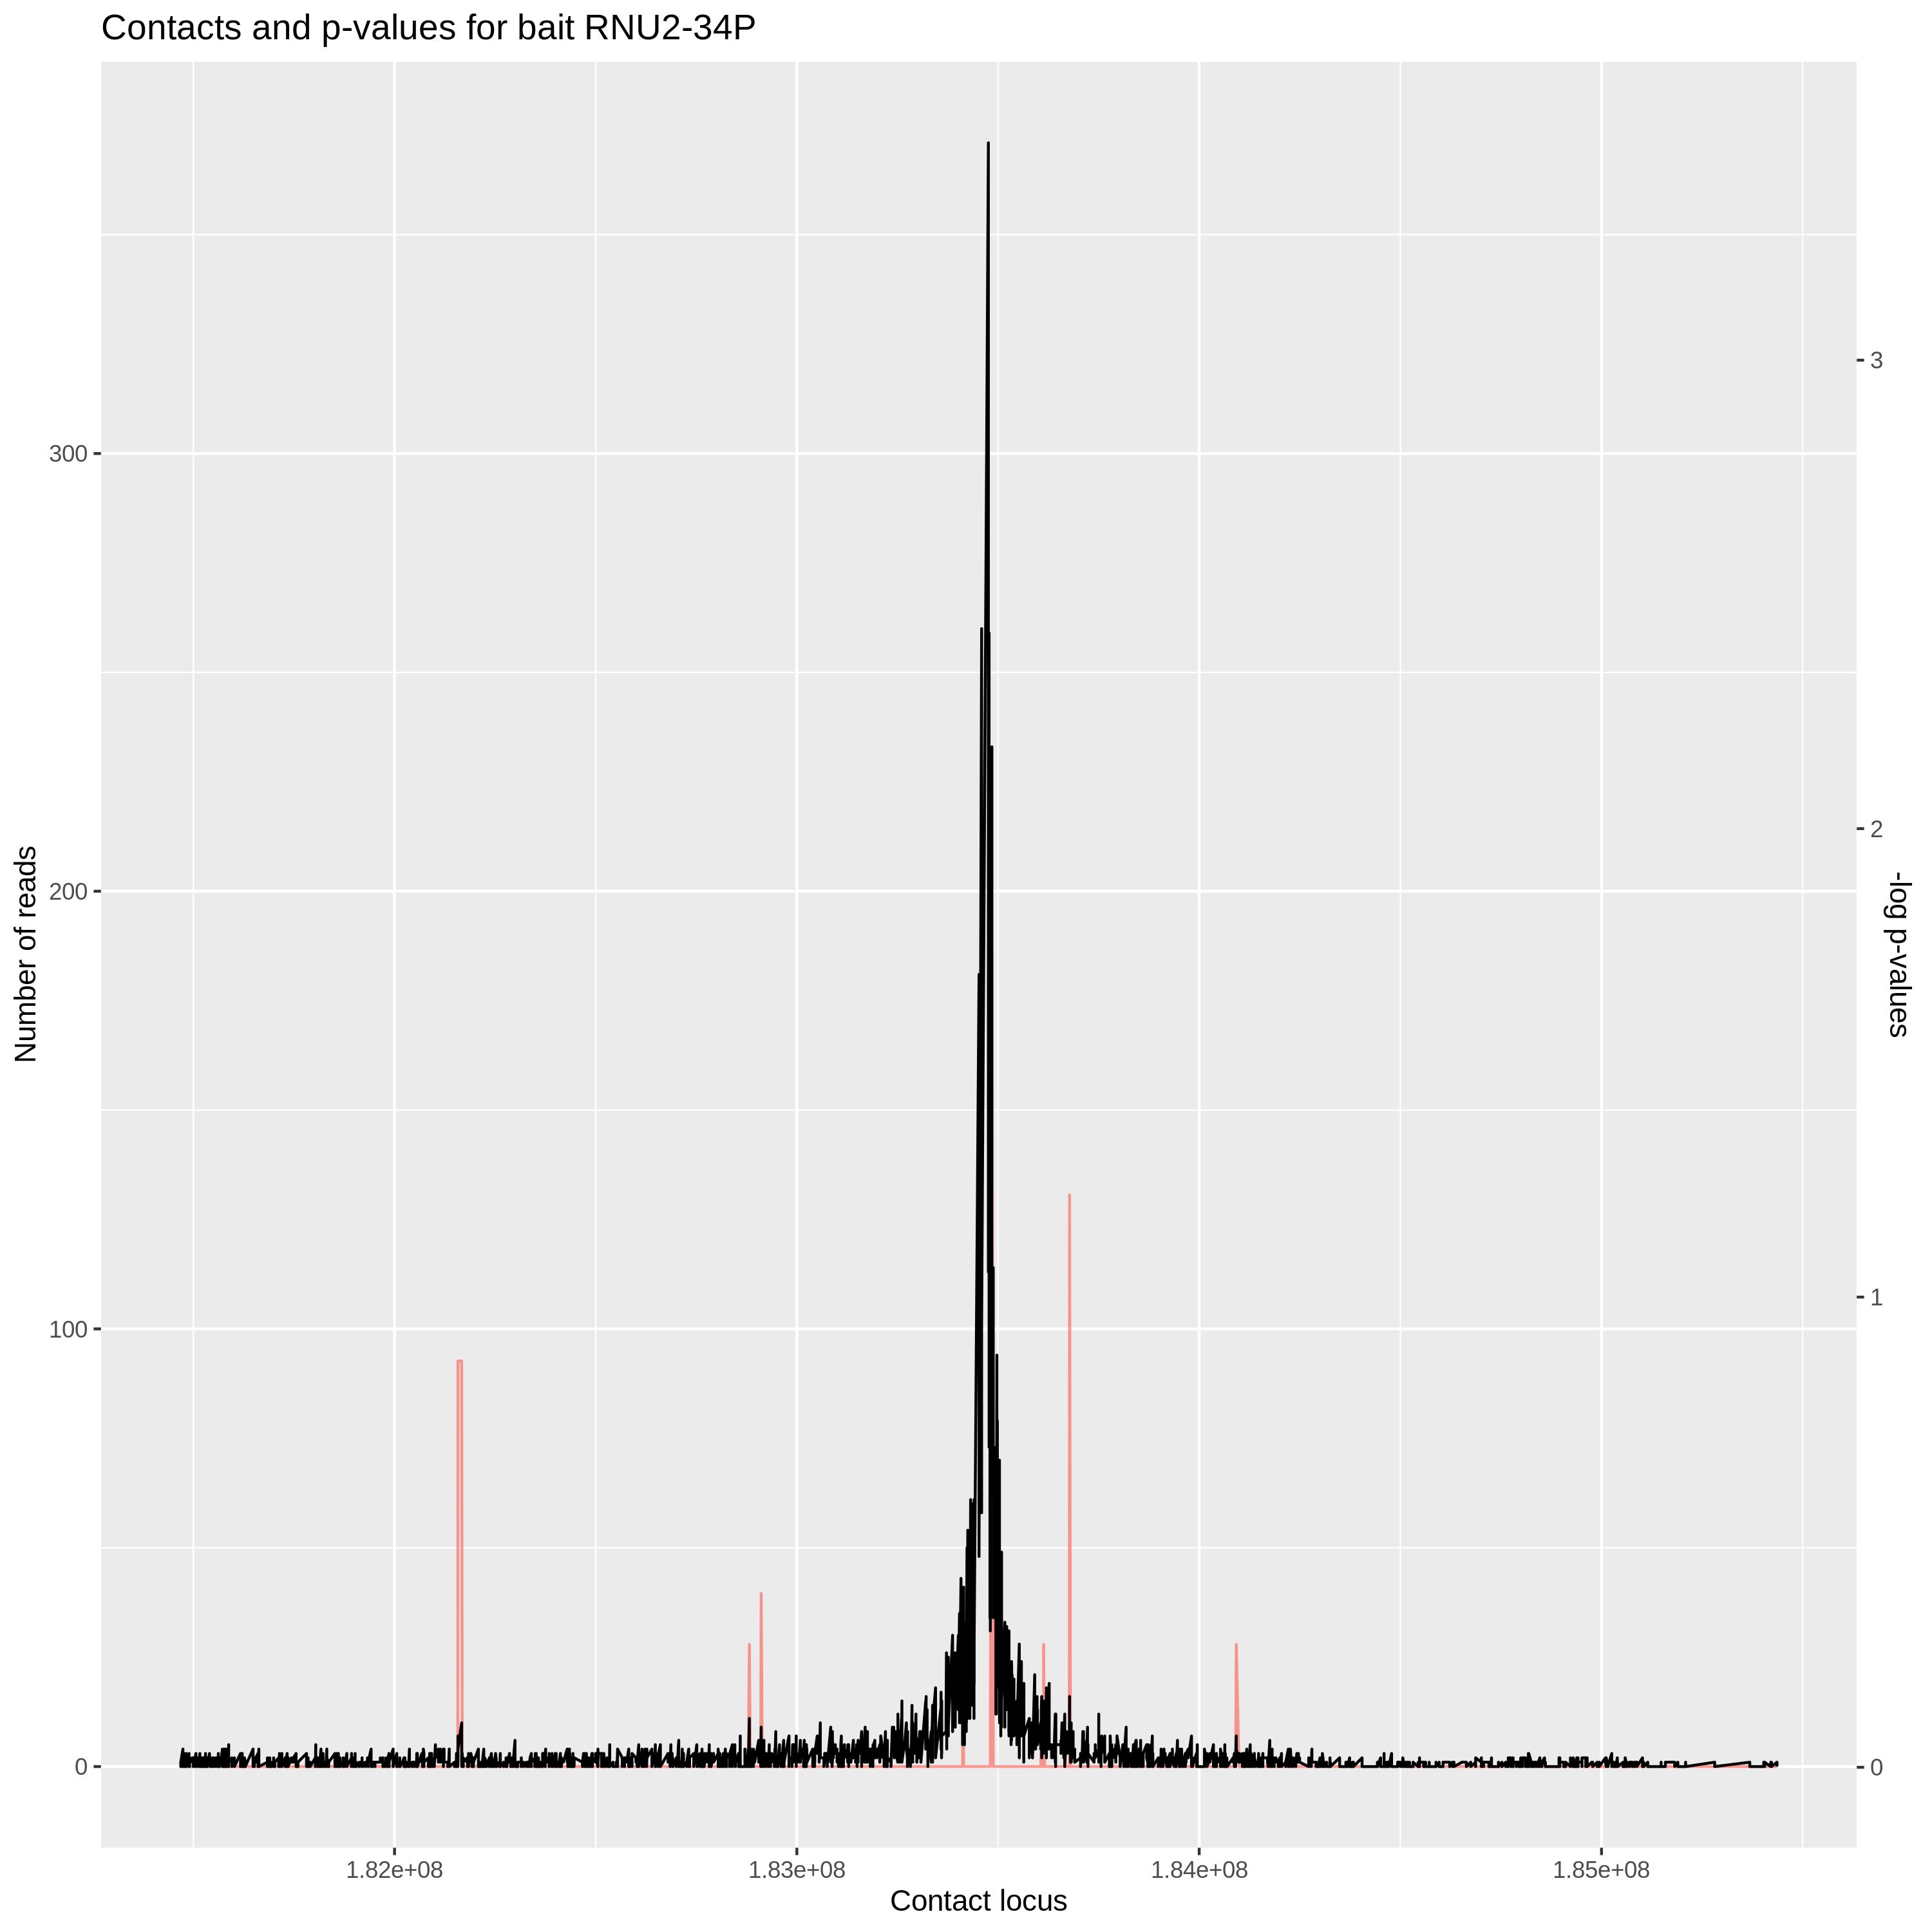 Contacts and p-values for bait RNU2-34P
Number of reads
300
200
100
0
3
2
1
0
-log p-values
1.82e+08 1.83e+08 1.84e+08 1.85e+08
Contact locus